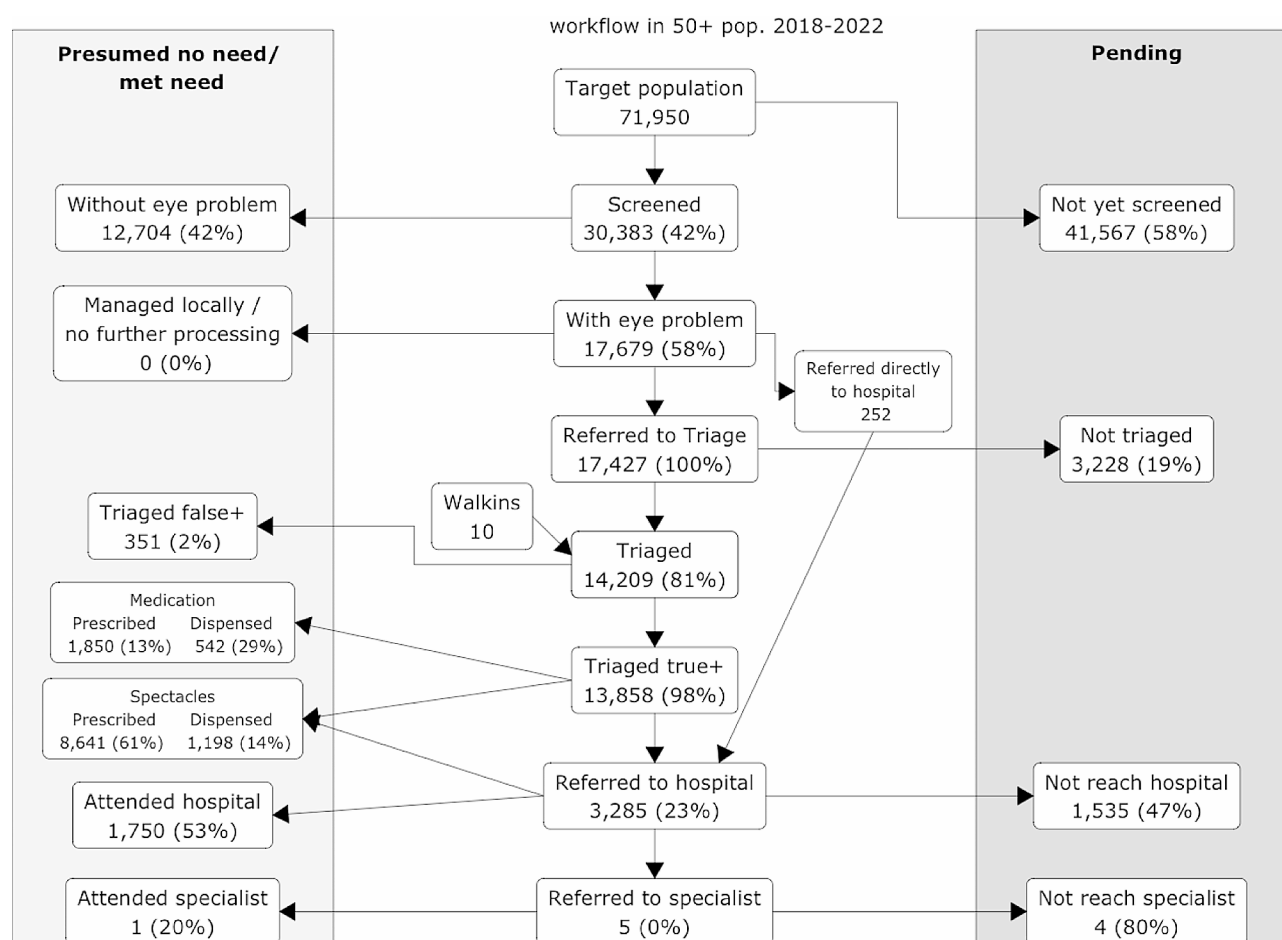 workflow in 50+ pop. 2018-2022
Presumed no need/
met need
Pending
Target population
71,950
Without eye problem
12,704 (42%)
Screened
30,383 (42%)
Not yet screened
41,567 (58%)
Managed locally /
no further processing
0 (0%)
With eye problem
17,679 (58%)
Referred directly
to hospital
252
Referred to Triage
17,427 (100%)
Not triaged
3,228 (19%)
Walkins
10
Triaged false+
351 (2%)
Triaged
14,209 (81%)
Medication
Prescribed Dispensed
1,850 (13%) 542 (29%)
Triaged true+
13,858 (98%)
Spectacles
Prescribed Dispensed
8,641 (61%) 1,198 (14%)
Attended hospital
1,750 (53%)
Referred to hospital
3,285 (23%)
Not reach hospital
1,535 (47%)
Attended specialist
1 (20%)
Referred to specialist
5 (0%)
Not reach specialist
4 (80%)